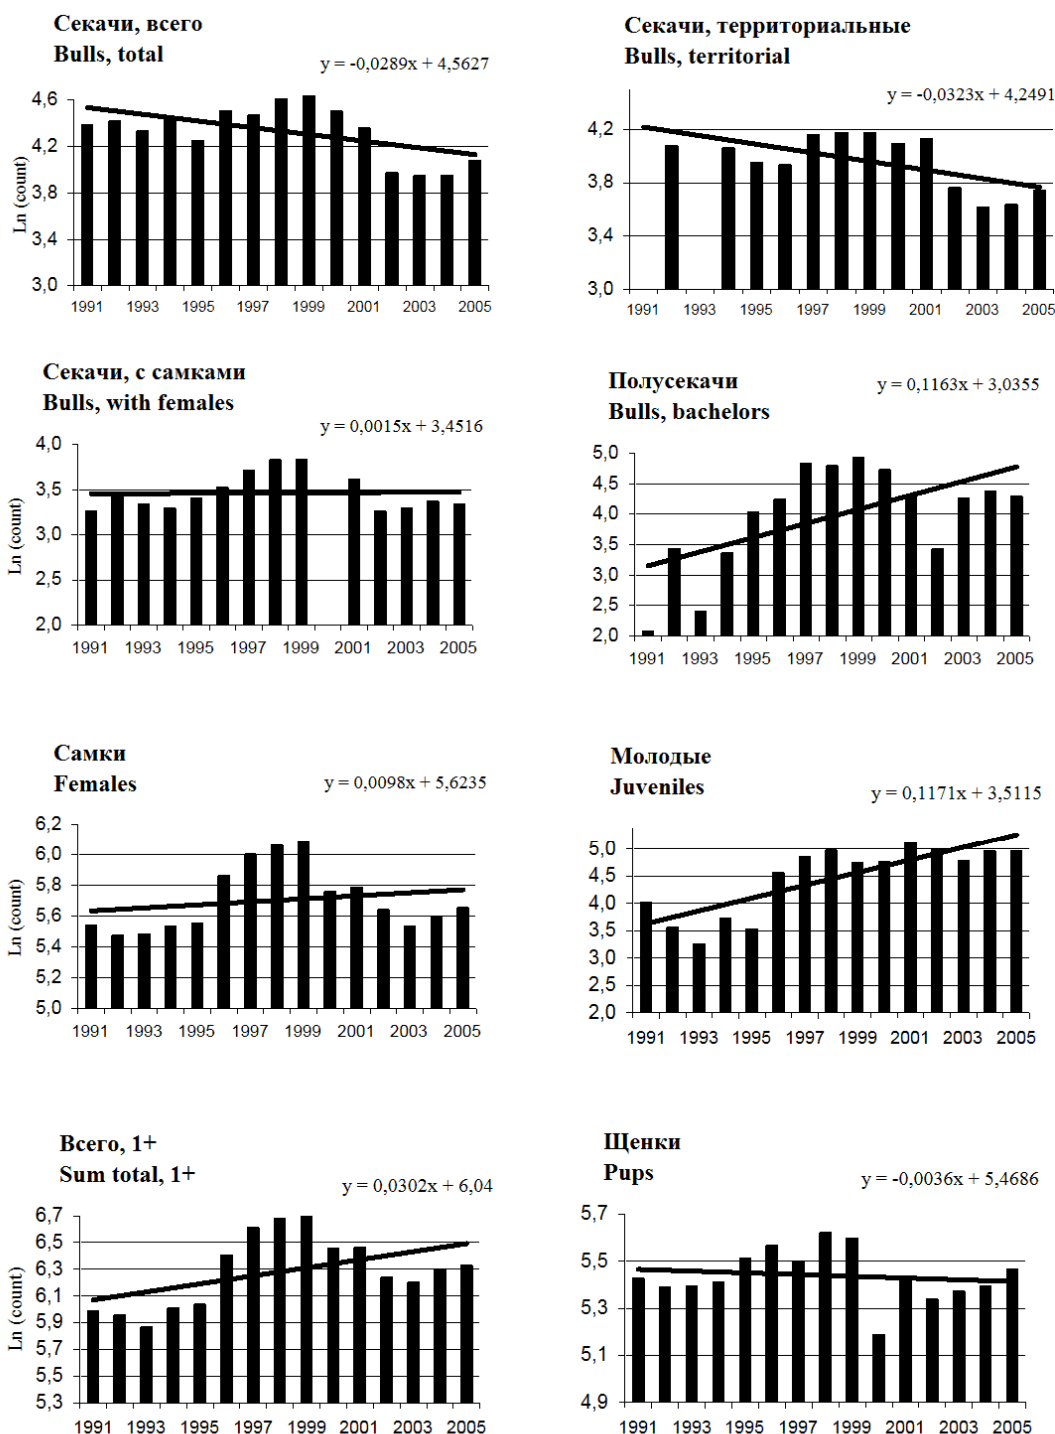 Секачи, всего
Bulls, total
y = -0,0289x + 4,5627
Ln (count)
4,6
4,2
3,8
3,4
3,0
1991 1993 1995 1997 1999 2001 2003 2005
Секачи, территориальные
Bulls, territorial
y = -0,0323x + 4,2491
4,2
3,8
3,4
3,0
1991 1993 1995 1997 1999 2001 2003 2005
Секачи, с самками
Bulls, with females
y = 0,0015x + 3,4516
Ln (count)
4,0
3,5
3,0
2,5
2,0
1991 1993 1995 1997 1999 2001 2003 2005
Полусекачи
Bulls, bachelors
y = 0,1163x + 3,0355
5,0
4,5
4,0
3,5
3,0
2,5
2,0
1991 1993 1995 1997 1999 2001 2003 2005
Самки
Females
y = 0,0098x + 5,6235
Ln (count)
6,2
6,0
5,8
5,6
5,4
5,2
5,0
1991 1993 1995 1997 1999 2001 2003 2005
Молодые
Juveniles
y = 0,1171x + 3,5115
5,0
4,5
4,0
3,5
3,0
2,5
2,0
1991 1993 1995 1997 1999 2001 2003 2005
Всего, 1+
Sum total, 1+
y = 0,0302x + 6,04
Ln (count)
6,7
6,5
6,3
6,1
5,9
5,7
5,5
5,3
1991 1993 1995 1997 1999 2001 2003 2005
Щенки
Pups
y = -0,0036x + 5,4686
5,7
5,5
5,3
5,1
4,9
1991 1993 1995 1997 1999 2001 2003 2005